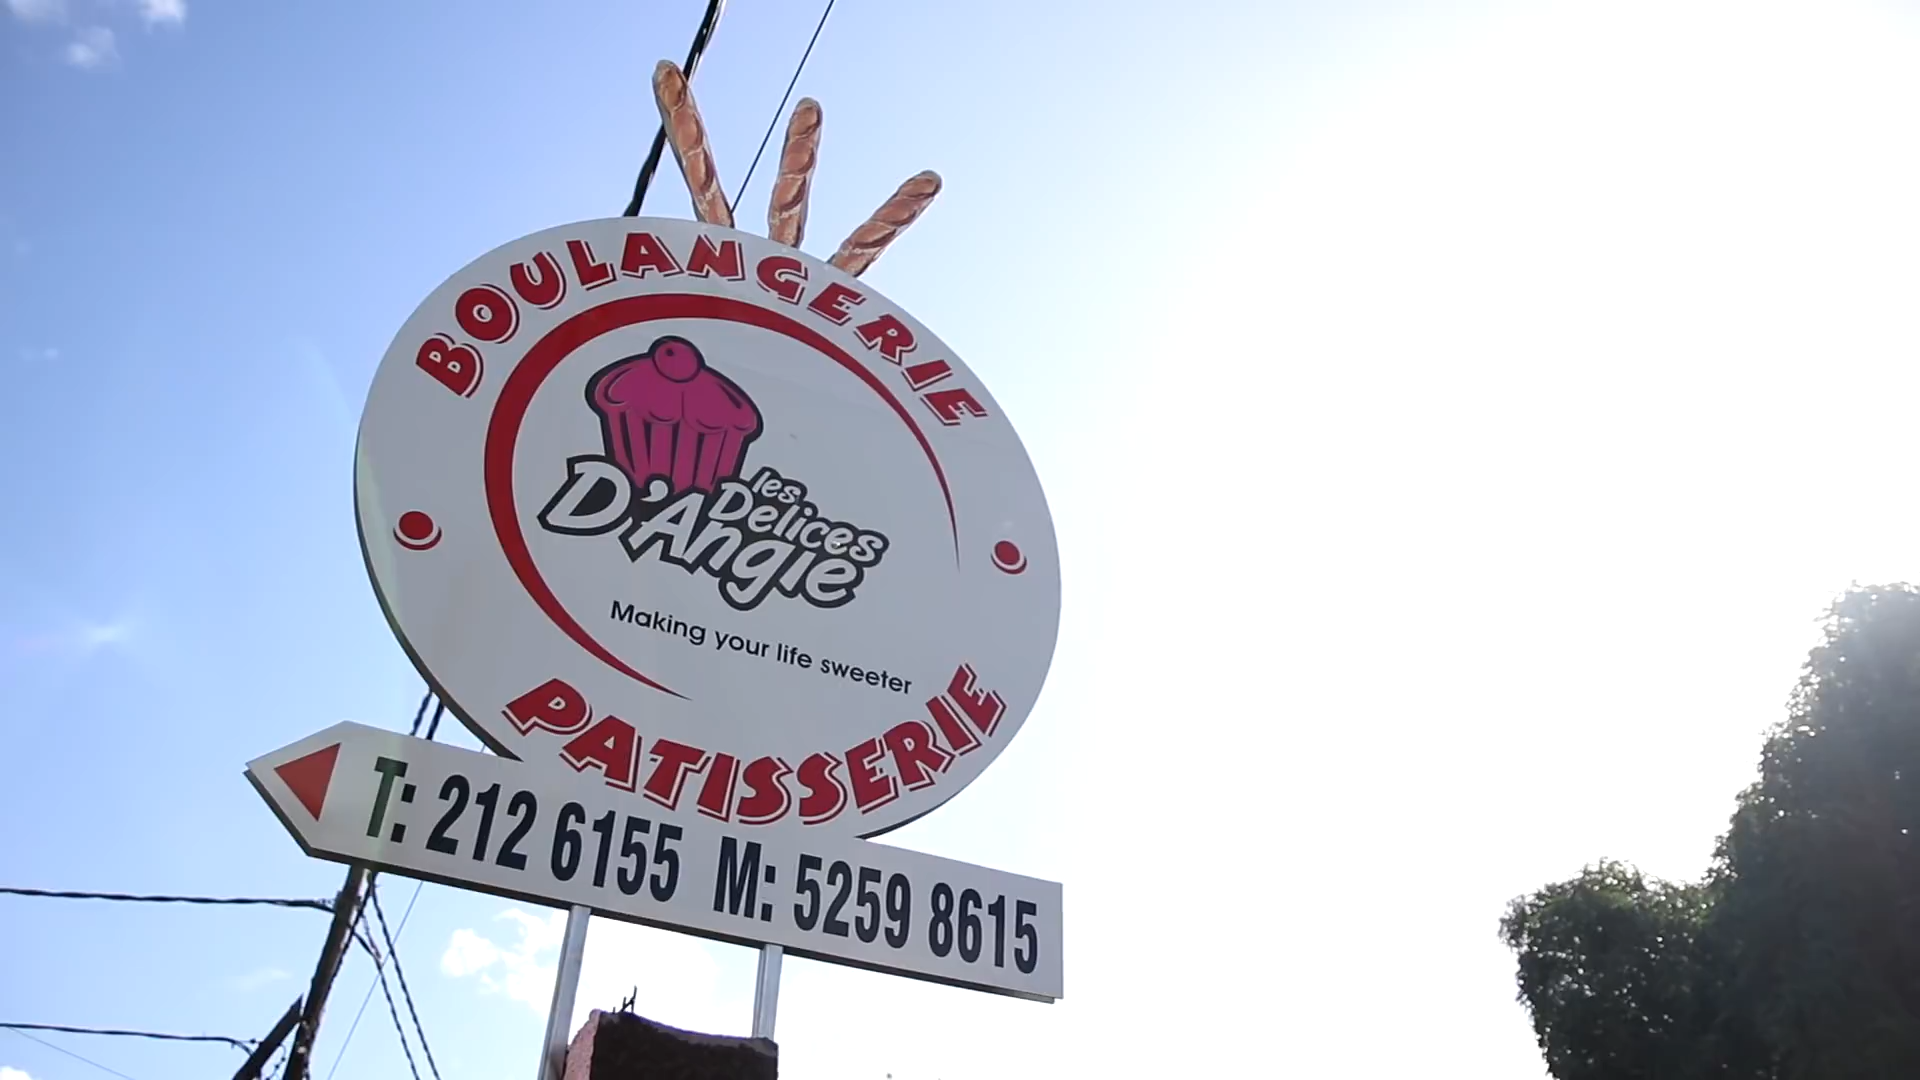 BOULANGERIE
les
Delices
D'Angie
Making your life sweeter
PATISSERIE
T: 212 6155 M: 5259 8615